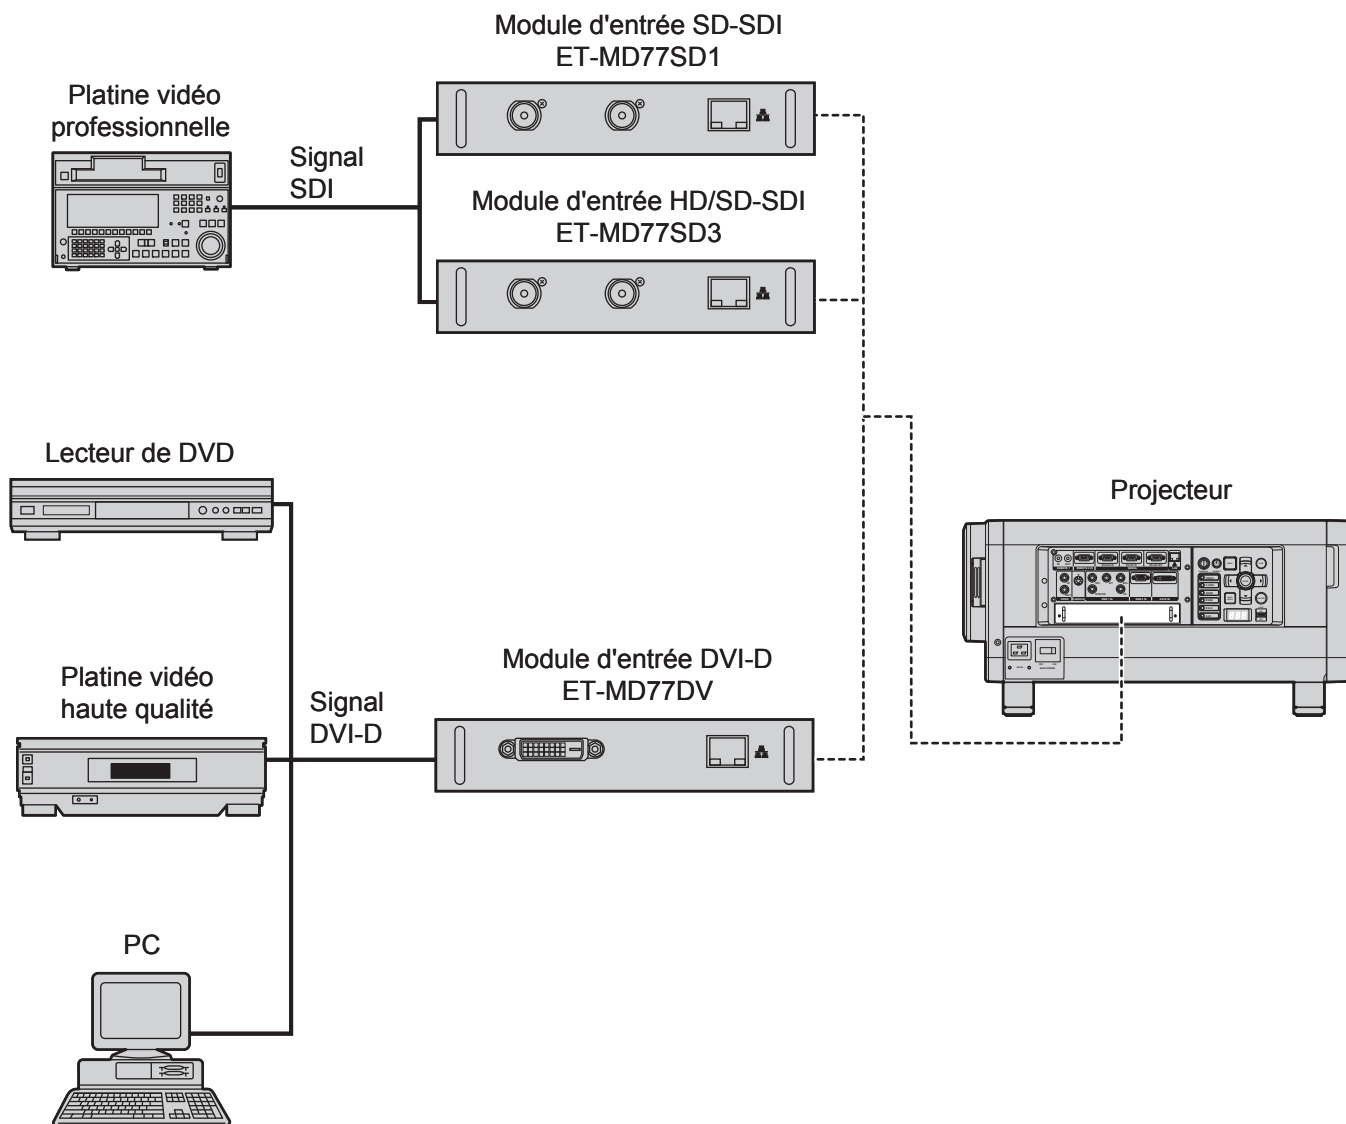 Module d'entrée SD-SDI
ET-MD77SD1
Platine vidéo
professionnelle
Signal
SDI
Module d'entrée HD/SD-SDI
ET-MD77SD3
Lecteur de DVD
Projecteur
Module d'entrée DVI-D
ET-MD77DV
Platine vidéo
haute qualité
Signal
DVI-D
PC